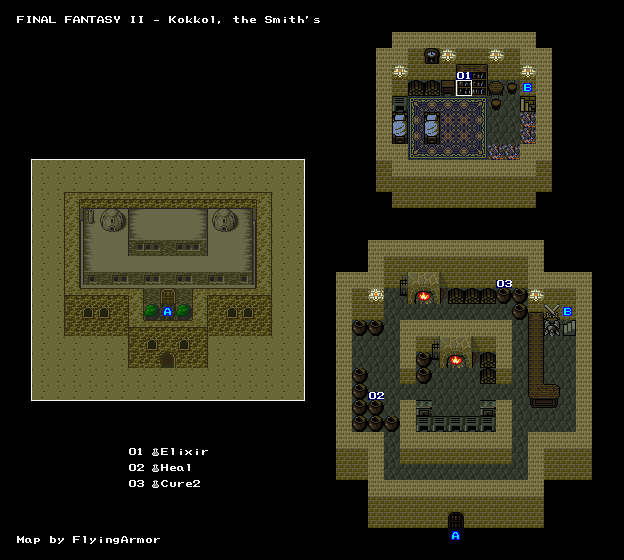 FINAL FANTASY II - Kokkol, the Smith's
01
B
A
03
B
02
01 Elixir
02 Heal
03 Cure2
A
Map by FlyingArmor